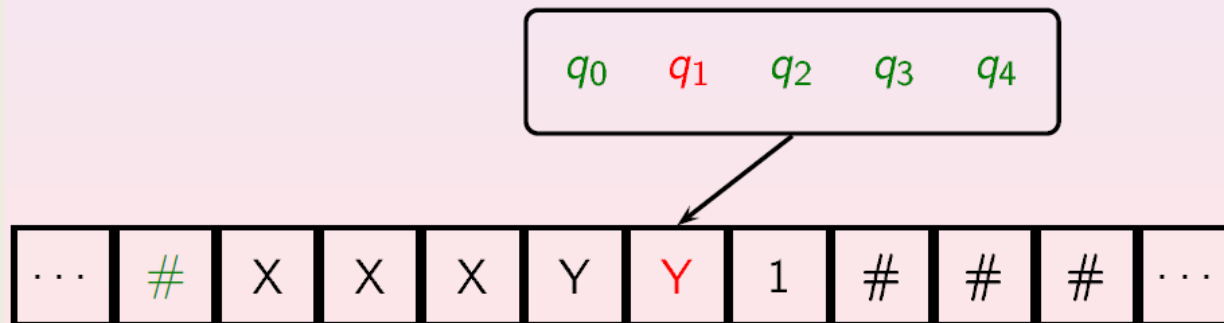 q₀ q₁ q₂ q₃ q₄
··· # X X X Y Y 1 # # # ···